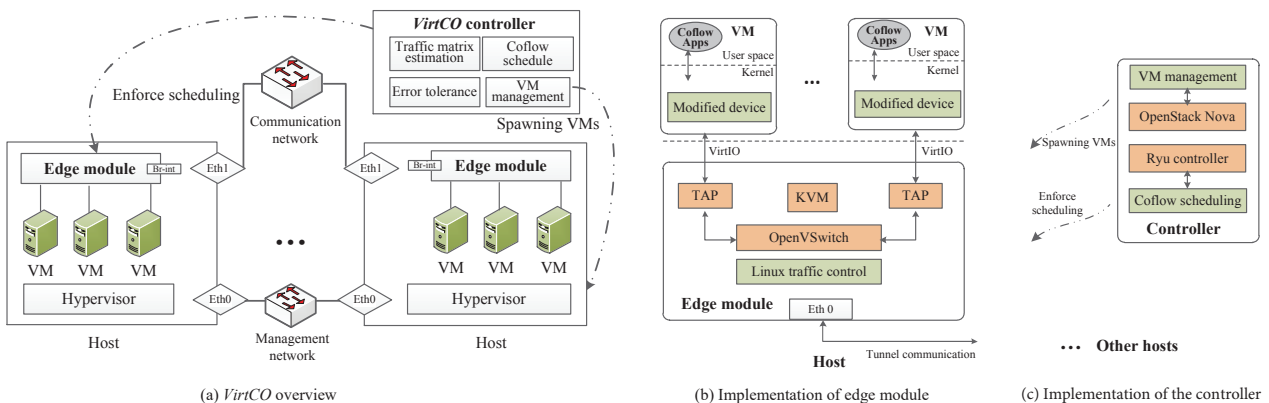 VirtCO controller
Traffic matrix
estimation
Coflow
schedule
Error tolerance
VM
management
Enforce scheduling
Communication
network
Spawning VMs
Edge module
Br-int
Eth1
Eth1
Br-int
Edge module
VM
VM
VM
...
VM
VM
VM
Hypervisor
Eth0
Eth0
Hypervisor
Host
Management
network
Host
(a) VirtCO overview
Coflow
Apps
VM
User space
Kernel
Modified device
...
Coflow
Apps
VM
User space
Kernel
Modified device
VirtIO
VirtIO
TAP
KVM
TAP
OpenVSwitch
Linux traffic control
Edge module
Eth 0
Host
Tunnel communication
(b) Implementation of edge module
VM management
OpenStack Nova
Spawning VMs
Ryu controller
Enforce
scheduling
Coflow scheduling
Controller
... Other hosts
(c) Implementation of the controller